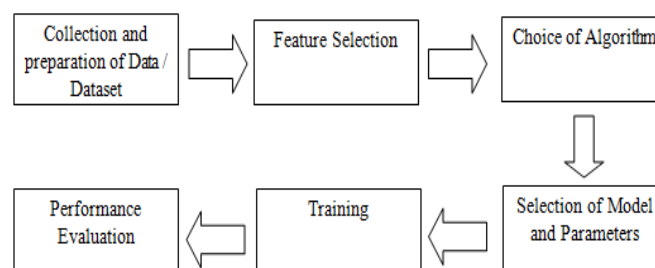 Collection and
preparation of Data /
Dataset
Feature Selection
Choice of Algorithm
Selection of Model
and Parameters
Training
Performance
Evaluation